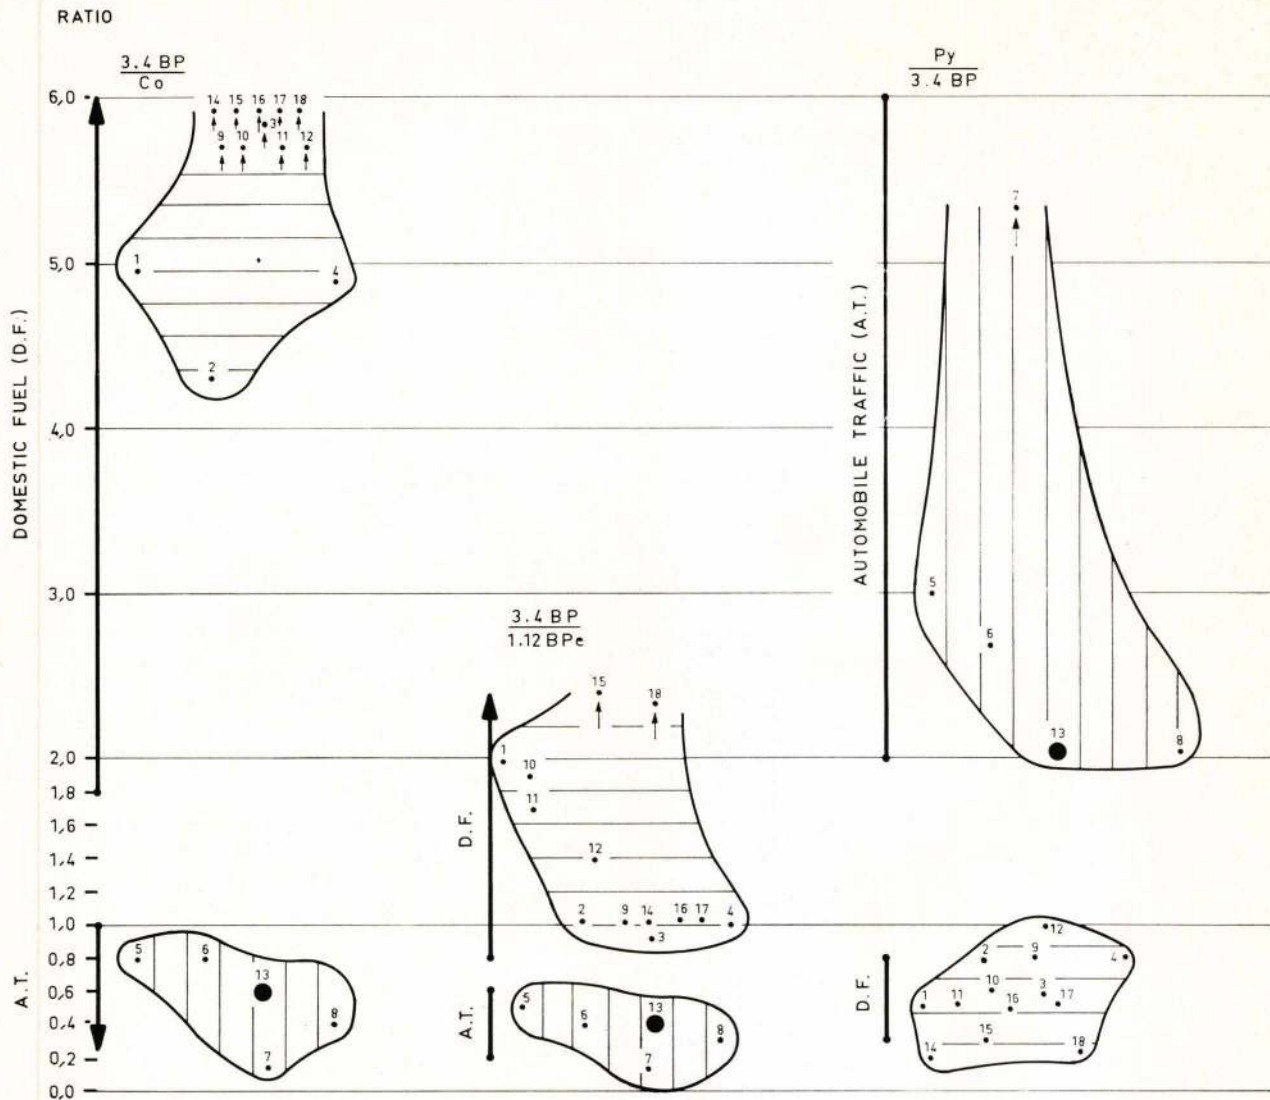 RATIO
3.4 BP
Co
Py
3.4 BP
6,0
14 15 16 17 18
3
9 10 11 12
7
5,0
1
4
2
DOMESTIC FUEL (D.F.)
4,0
AUTOMOBILE TRAFFIC (A.T.)
3,0
5
3.4 BP
1.12 BPe
6
15
18
13
8
2,0
1
10
1,8
11
1,6
D.F.
12
1,4
1,2
2 9 14 16 17 4
3
1,0
12
5 6
2 9 4
0,8
A.T.
13
D.F.
10 3
0,6
1 11 16 17
5
13
A.T.
6
8
0,4
8
15
14 18
7
0,2
7
0,0